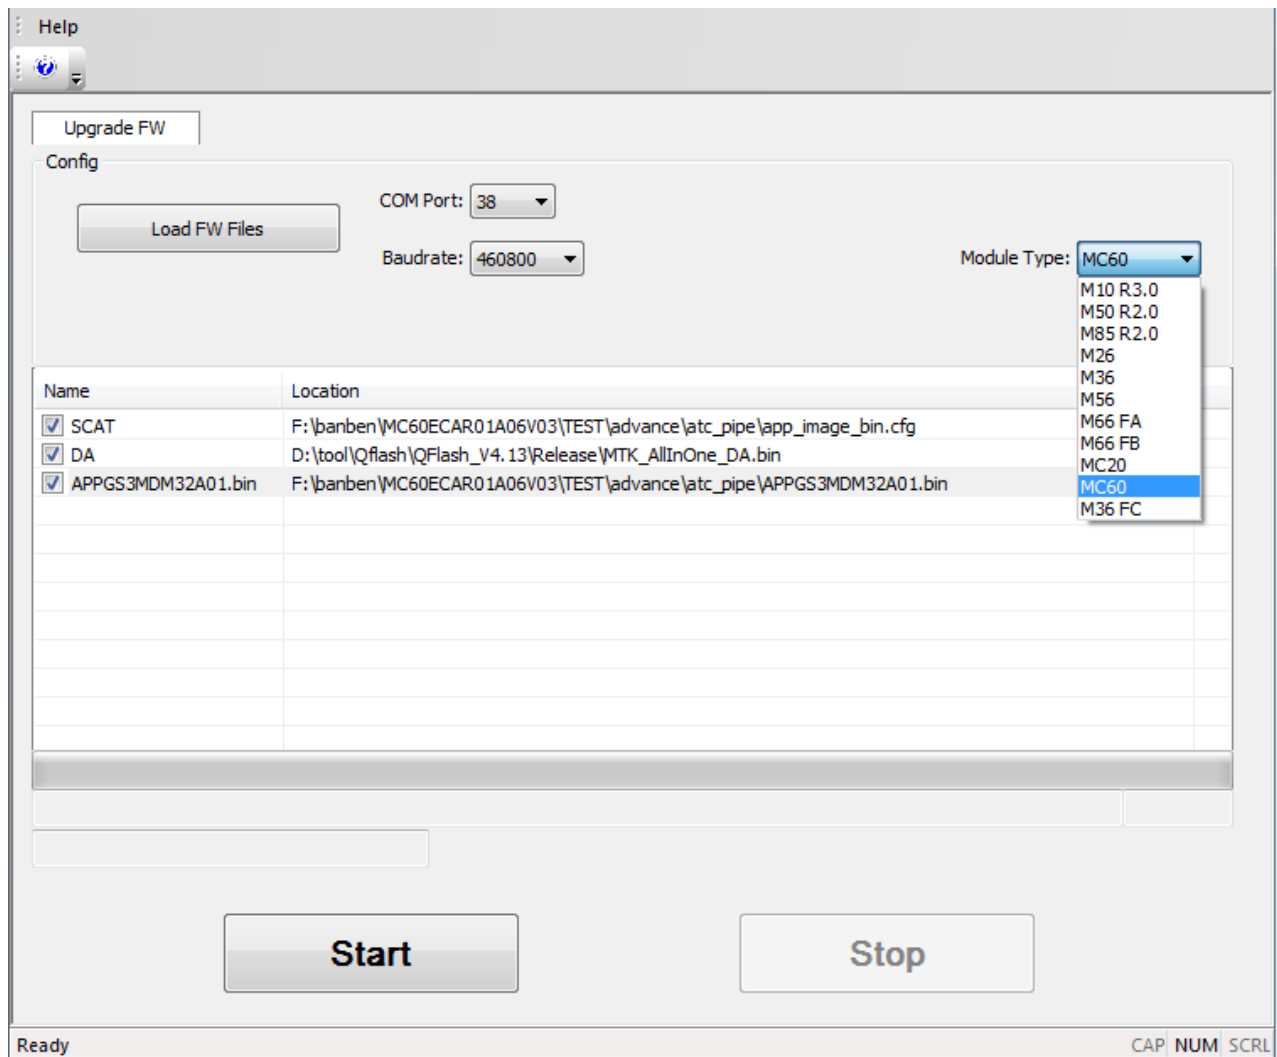 Help
Upgrade FW
Config
Load FW Files
COM Port: 38
Baudrate: 460800
Module Type: MC60
M10 R3.0
M50 R2.0
M85 R2.0
M26
M36
M56
M66 FA
M66 FB
MC20
MC60
M36 FC
Name Location
SCAT F:\banben\MC60ECAR01A06V03\TEST\advance\atc_pipe\app_image_bin.cfg
DA D:\tool\Qflash\QFlash_V4.13\Release\MTK_AllInOne_DA.bin
APPGS3MDM32A01.bin F:\banben\MC60ECAR01A06V03\TEST\advance\atc_pipe\APPGS3MDM32A01.bin
Start Stop
Ready CAP NUM SCRL